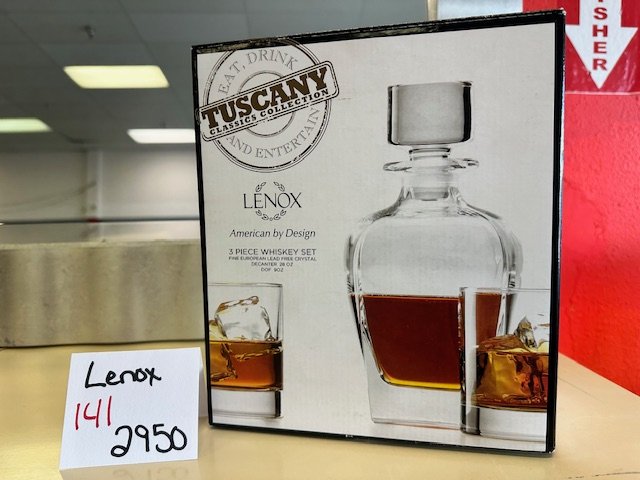 SHER
EAT, DRINK
TUSCANY
CLASSICS COLLECTION
AND ENTERTAIN
LENOX
American by Design
3 PIECE WHISKEY SET
FINE EUROPEAN LEAD FREE CRYSTAL
DECANTER 28 OZ
DOF 9OZ
Lenox
141
2950